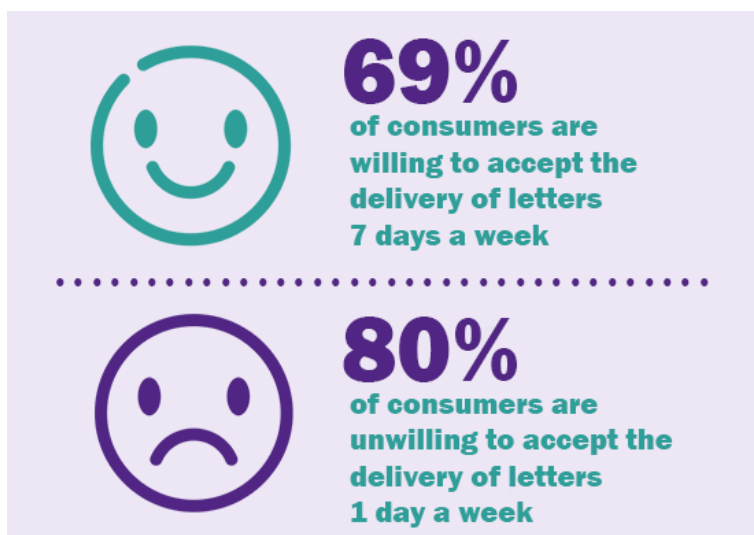 69%
of consumers are
willing to accept the
delivery of letters
7 days a week
80%
of consumers are
unwilling to accept the
delivery of letters
1 day a week